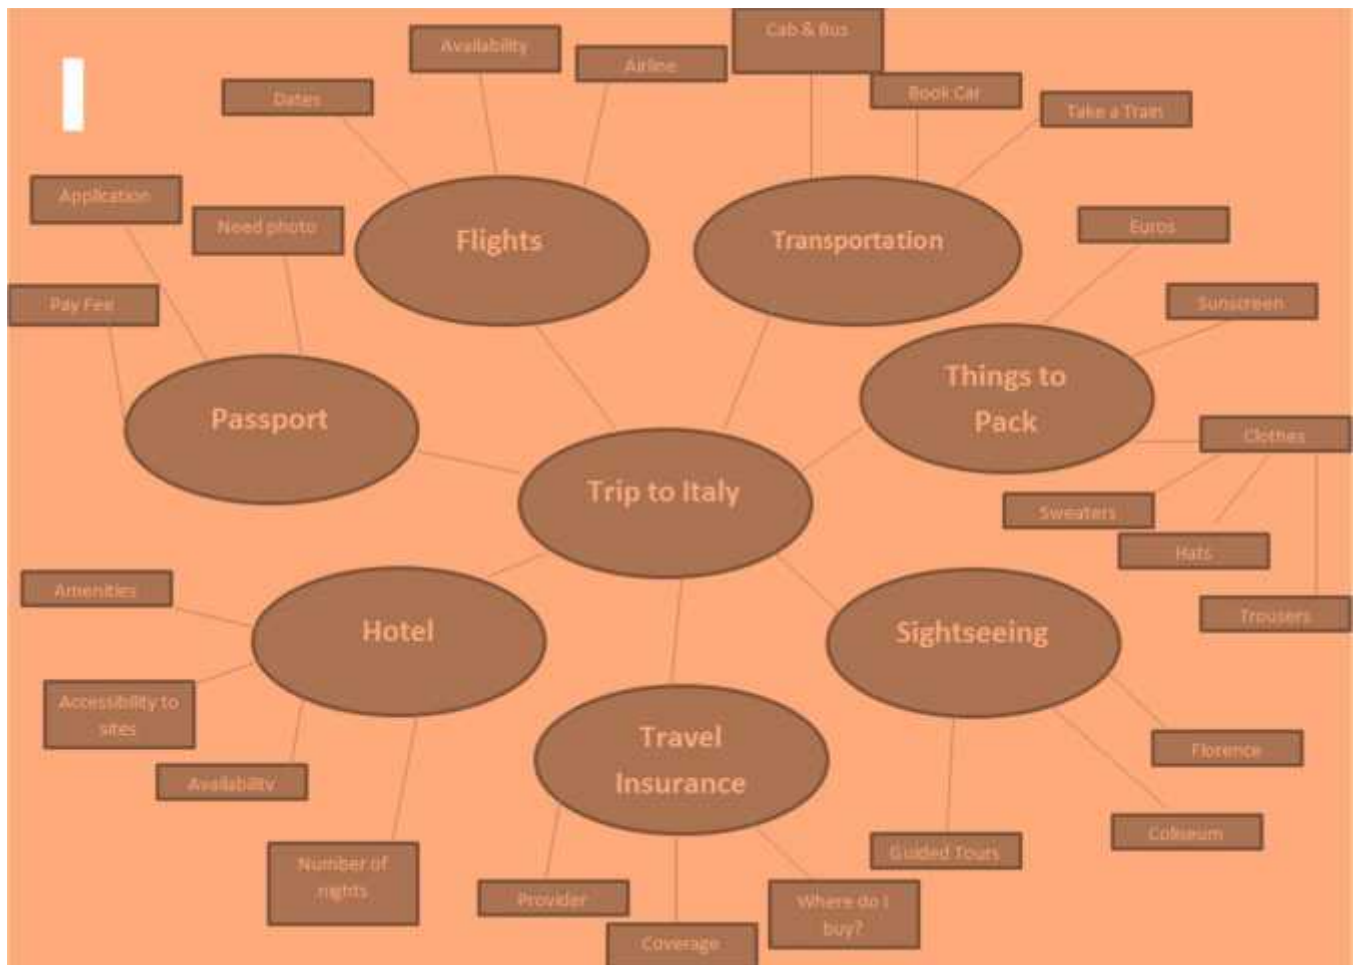 Cab & Bus
Availability
Airline
Dates
Book Car
Take a Train
Application
Need photo
Flights
Transportation
Euros
Pay Fee
Sunscreen
Passport
Things to
Pack
Clothes
Trip to Italy
Sweaters
Hats
Amenities
Trousers
Hotel
Sightseeing
Accessibility to
sites
Travel
Insurance
Florence
Availability
Coliseum
Guided Tours
Number of
nights
Provider
Where do I
buy?
Coverage